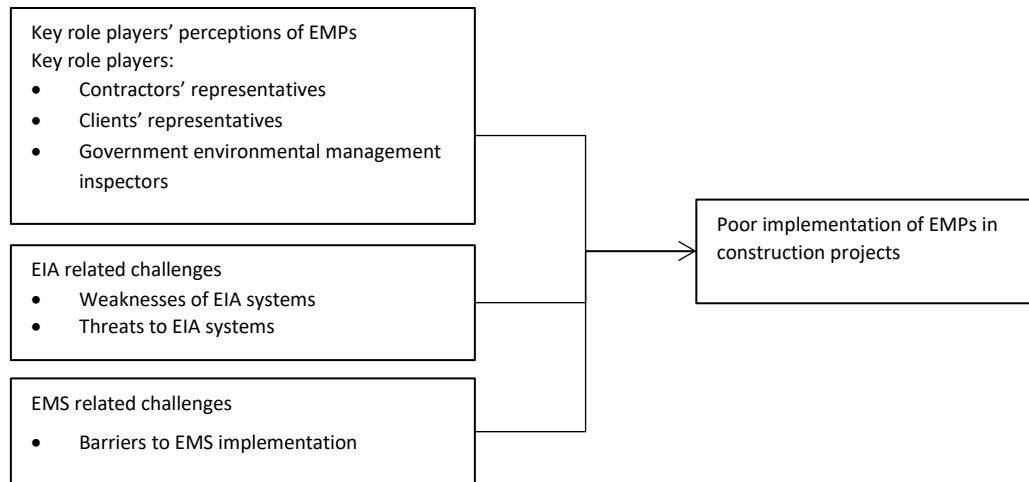 Key role players’ perceptions of EMPs
Key role players:
• Contractors’ representatives
• Clients’ representatives
• Government environmental management
inspectors
EIA related challenges
• Weaknesses of EIA systems
• Threats to EIA systems
EMS related challenges
• Barriers to EMS implementation
Poor implementation of EMPs in
construction projects